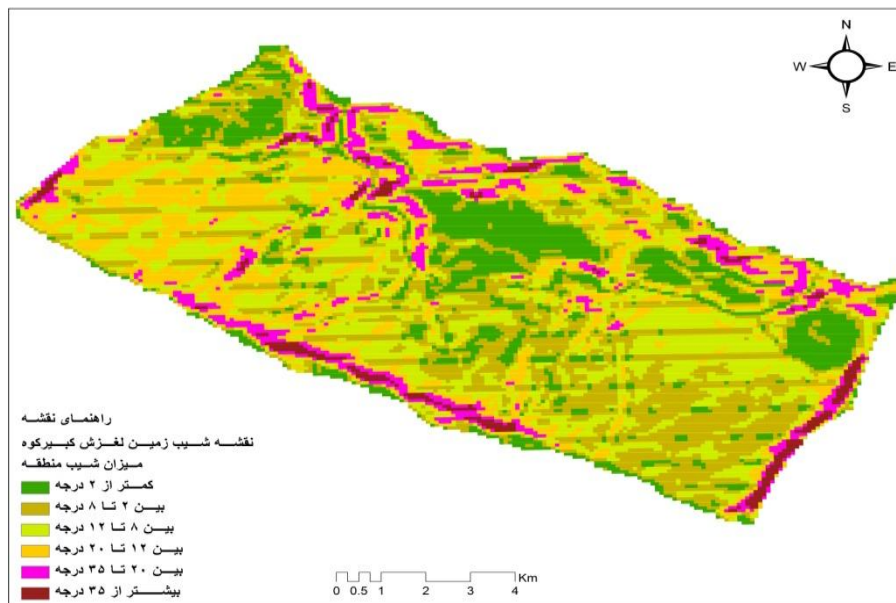 N
W E
S
راهنمای نقشه
نقشه شیب زمین لغزش کبیرکوه
میزان شیب منطقه
کمتر از ۲ درجه
بین ۲ تا ۸ درجه
بین ۸ تا ۱۲ درجه
بین ۱۲ تا ۲۰ درجه
بین ۲۰ تا ۳۵ درجه
بیشتر از ۳۵ درجه
Km
0 0.5 1 2 3 4